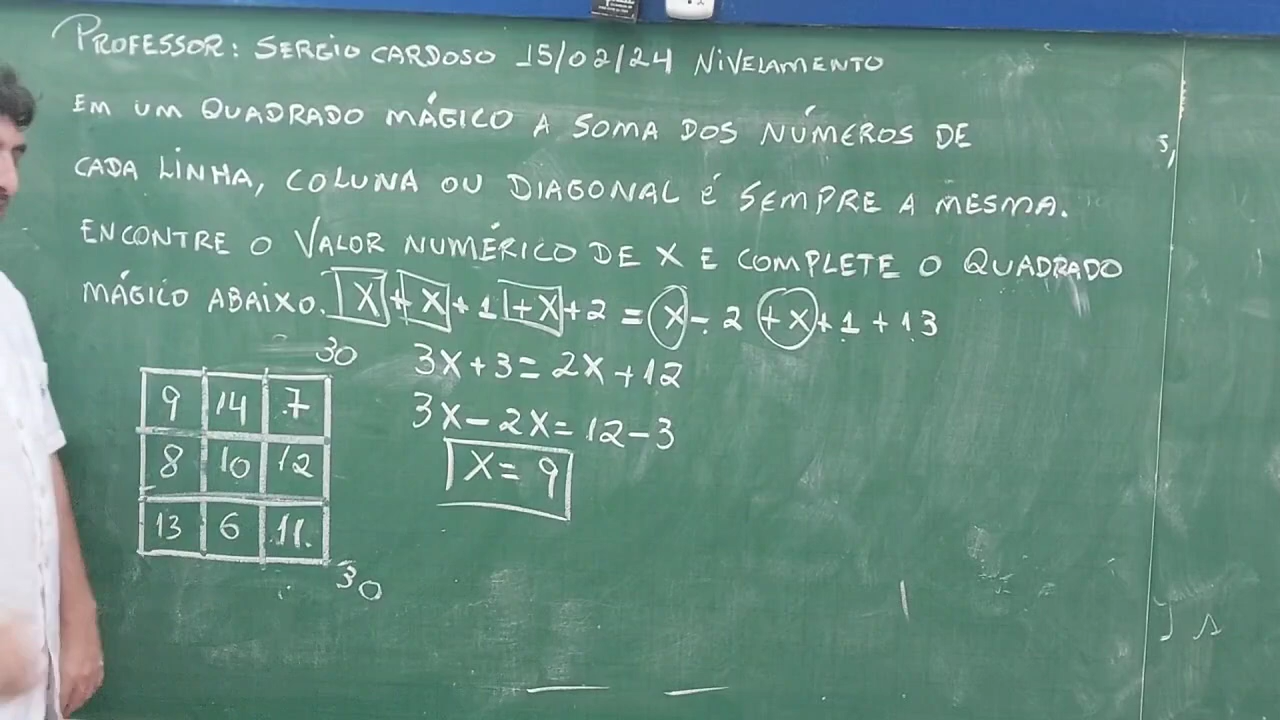 PROFESSOR: SERGIO CARDOSO 15/02/24 NIVELAMENTO
EM UM QUADRADO MÁGICO A SOMA DOS NÚMEROS DE
CADA LINHA, COLUNA OU DIAGONAL É SEMPRE A MESMA.
ENCONTRE O VALOR NUMÉRICO DE X E COMPLETE O QUADRADO
MÁGICO ABAIXO. X + X + 1 + X + 2 = X - 2 + X + 1 + 13
30
3X + 3 = 2X + 12
3X - 2X = 12 - 3
X = 9
9 14 7
8 10 12
13 6 11
30